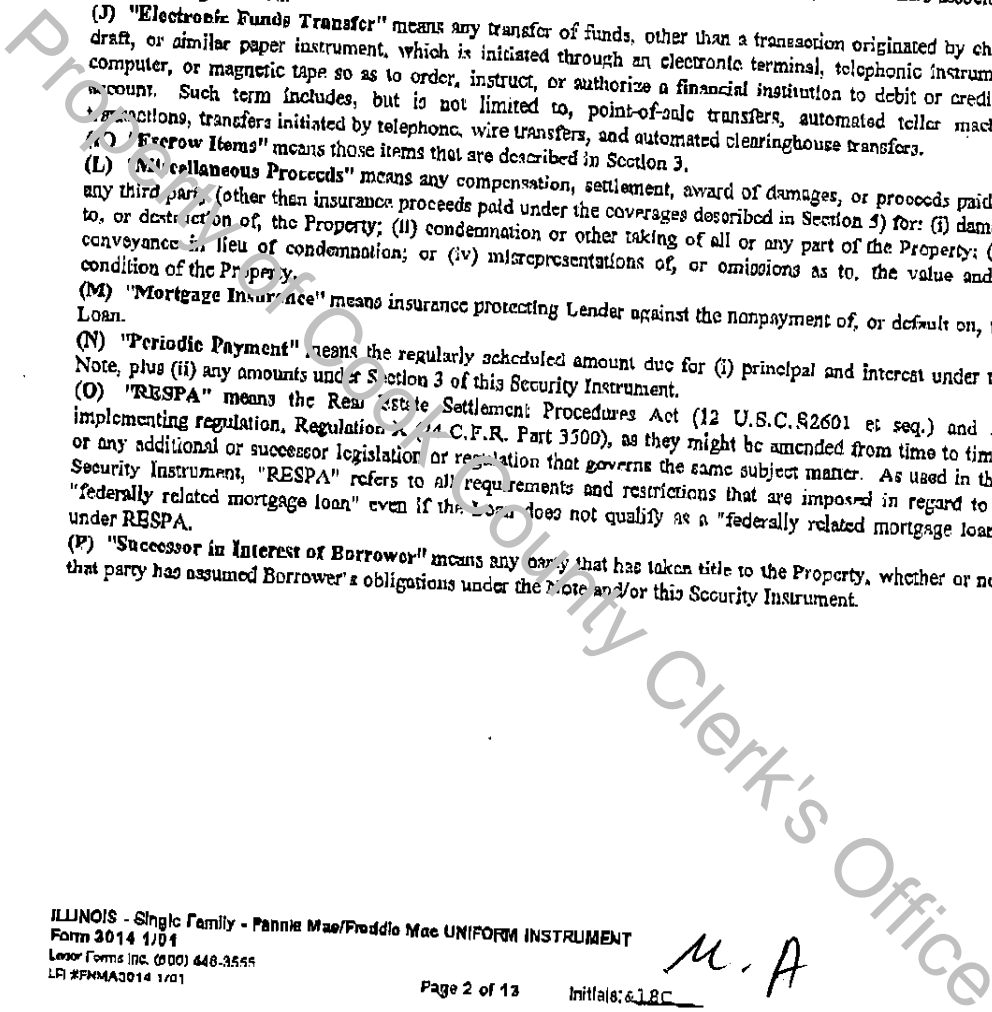 (J) "Electronic Funds Transfer" means any transfer of funds, other than a transaction originated by ch
draft, or similar paper instrument, which is initiated through an electronic terminal, telephonic instrum
computer, or magnetic tape so as to order, instruct, or authorize a financial institution to debit or credi
account. Such term includes, but is not limited to, point-of-sale transfers, automated teller mach
transactions, transfers initiated by telephone, wire transfers, and automated clearinghouse transfers.
"Escrow Items" means those items that are described in Section 3.
(L) "Miscellaneous Proceeds" means any compensation, settlement, award of damages, or proceeds paid
any third party (other than insurance proceeds paid under the coverages described in Section 5) for: (i) dam
to, or destruction of, the Property; (ii) condemnation or other taking of all or any part of the Property; (
conveyance in lieu of condemnation; or (iv) misrepresentations of, or omissions as to, the value and
condition of the Property.
(M) "Mortgage Insurance" means insurance protecting Lender against the nonpayment of, or default on,
Loan.
(N) "Periodic Payment" means the regularly scheduled amount due for (i) principal and interest under
Note, plus (ii) any amounts under Section 3 of this Security Instrument.
(O) "RESPA" means the Real Estate Settlement Procedures Act (12 U.S.C. §2601 et seq.) and
implementing regulation, Regulation X (24 C.F.R. Part 3500), as they might be amended from time to tim
or any additional or successor legislation or regulation that governs the same subject matter. As used in th
Security Instrument, "RESPA" refers to all requirements and restrictions that are imposed in regard to
"federally related mortgage loan" even if the Loan does not qualify as a "federally related mortgage loan
under RESPA.
(P) "Successor in Interest of Borrower" means any party that has taken title to the Property, whether or no
that party has assumed Borrower's obligations under the Note and/or this Security Instrument.
Property of Cook County Clerk's Office
ILLINOIS - Single Family - Fannie Mae/Freddie Mac UNIFORM INSTRUMENT
Form 3014 1/01
Laser Forms Inc. (800) 446-3555
LFI #FNMA3014 1/01
Page 2 of 13
Initials:
M. A